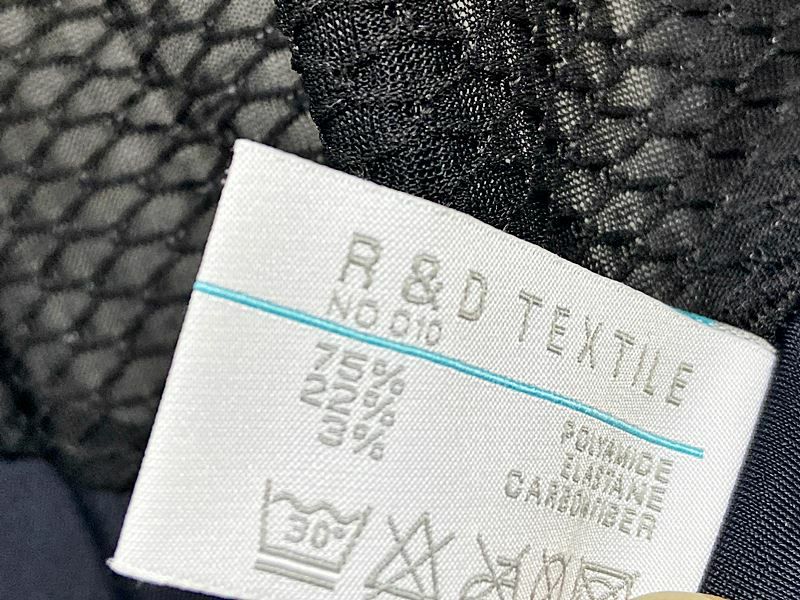 R & D TEXTILE
NO 010
75% POLYAMIDE
22% ELASTANE
3% CARBONFIBER
30°